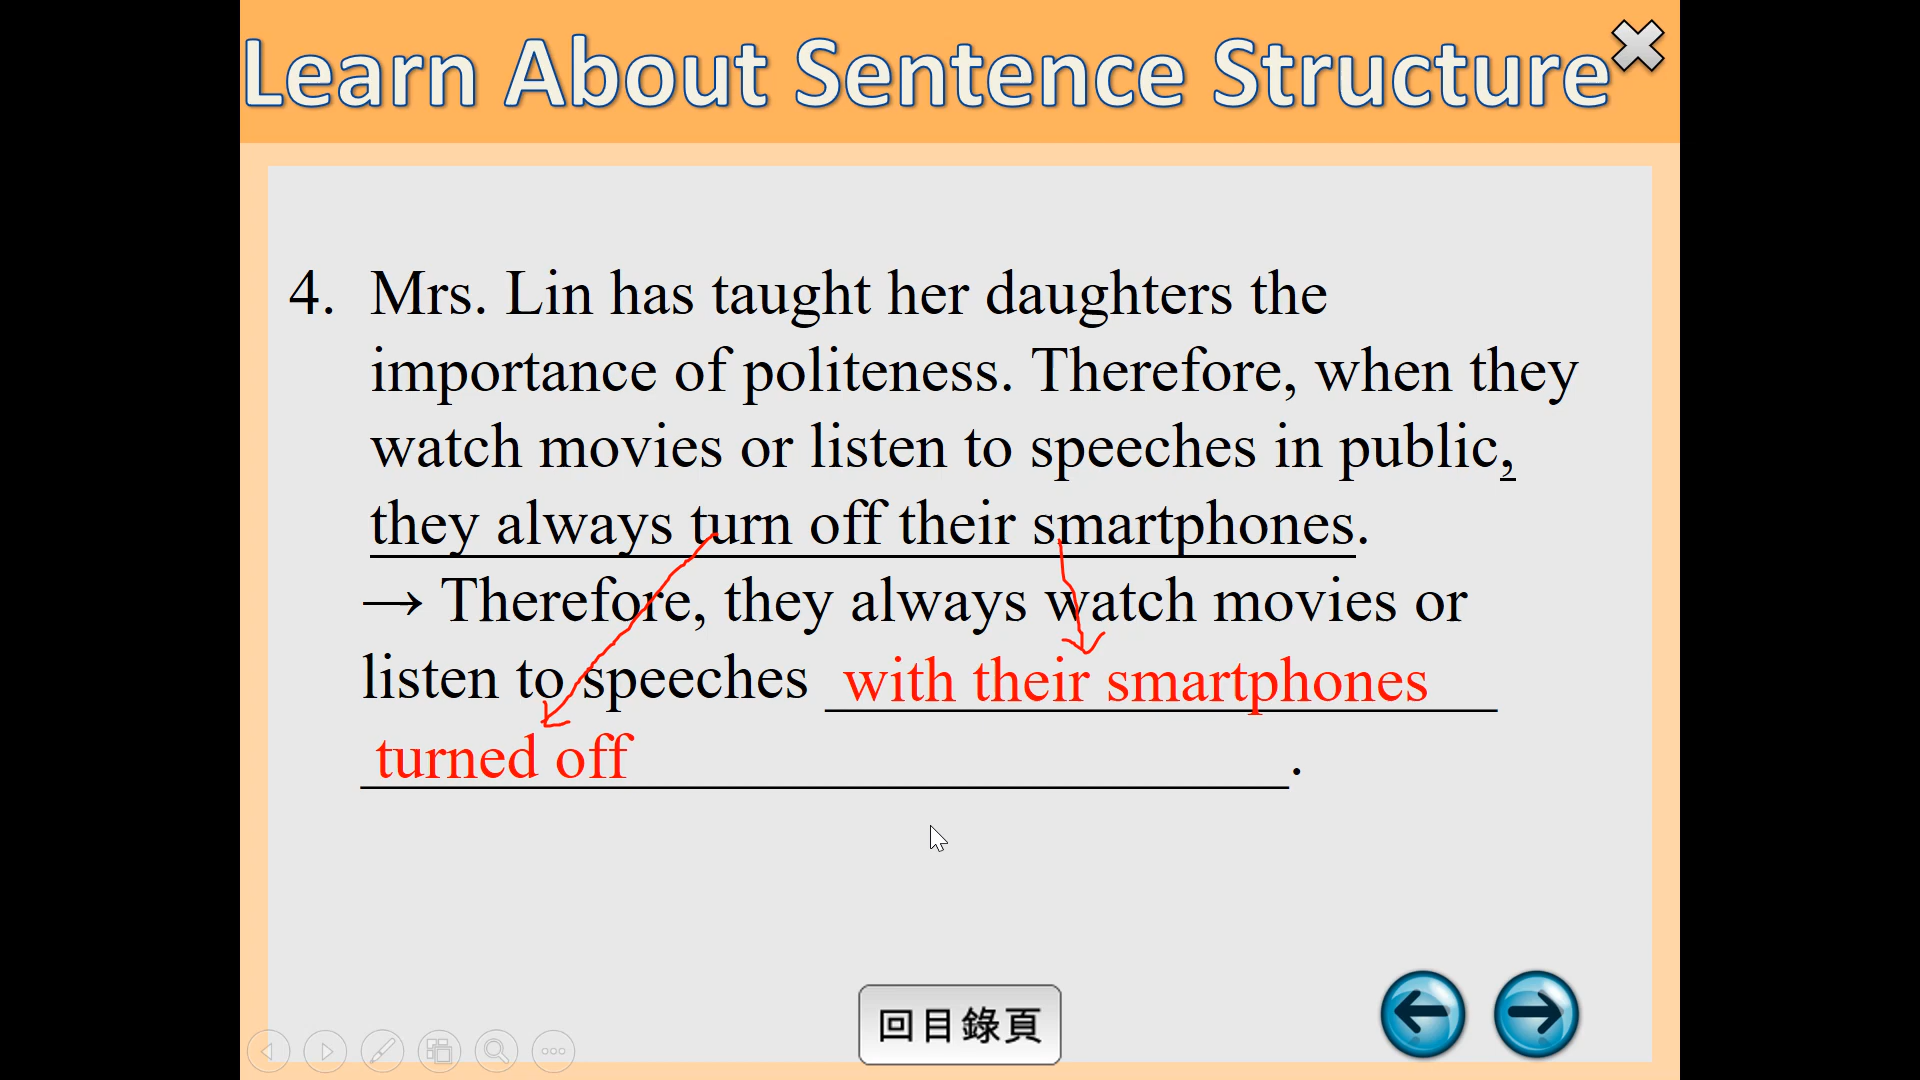 Learn About Sentence Structure
4. Mrs. Lin has taught her daughters the
importance of politeness. Therefore, when they
watch movies or listen to speeches in public,
they always turn off their smartphones.
→ Therefore, they always watch movies or
listen to speeches with their smartphones
turned off.
回目錄頁